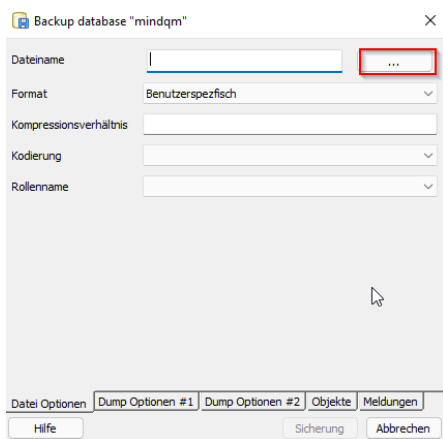 Backup database "mindqm"
Dateiname
...
Format Benutzerspezfisch
Kompressionsverhältnis
Kodierung
Rollenname
Datei Optionen Dump Optionen #1 Dump Optionen #2 Objekte Meldungen
Hilfe Sicherung Abbrechen